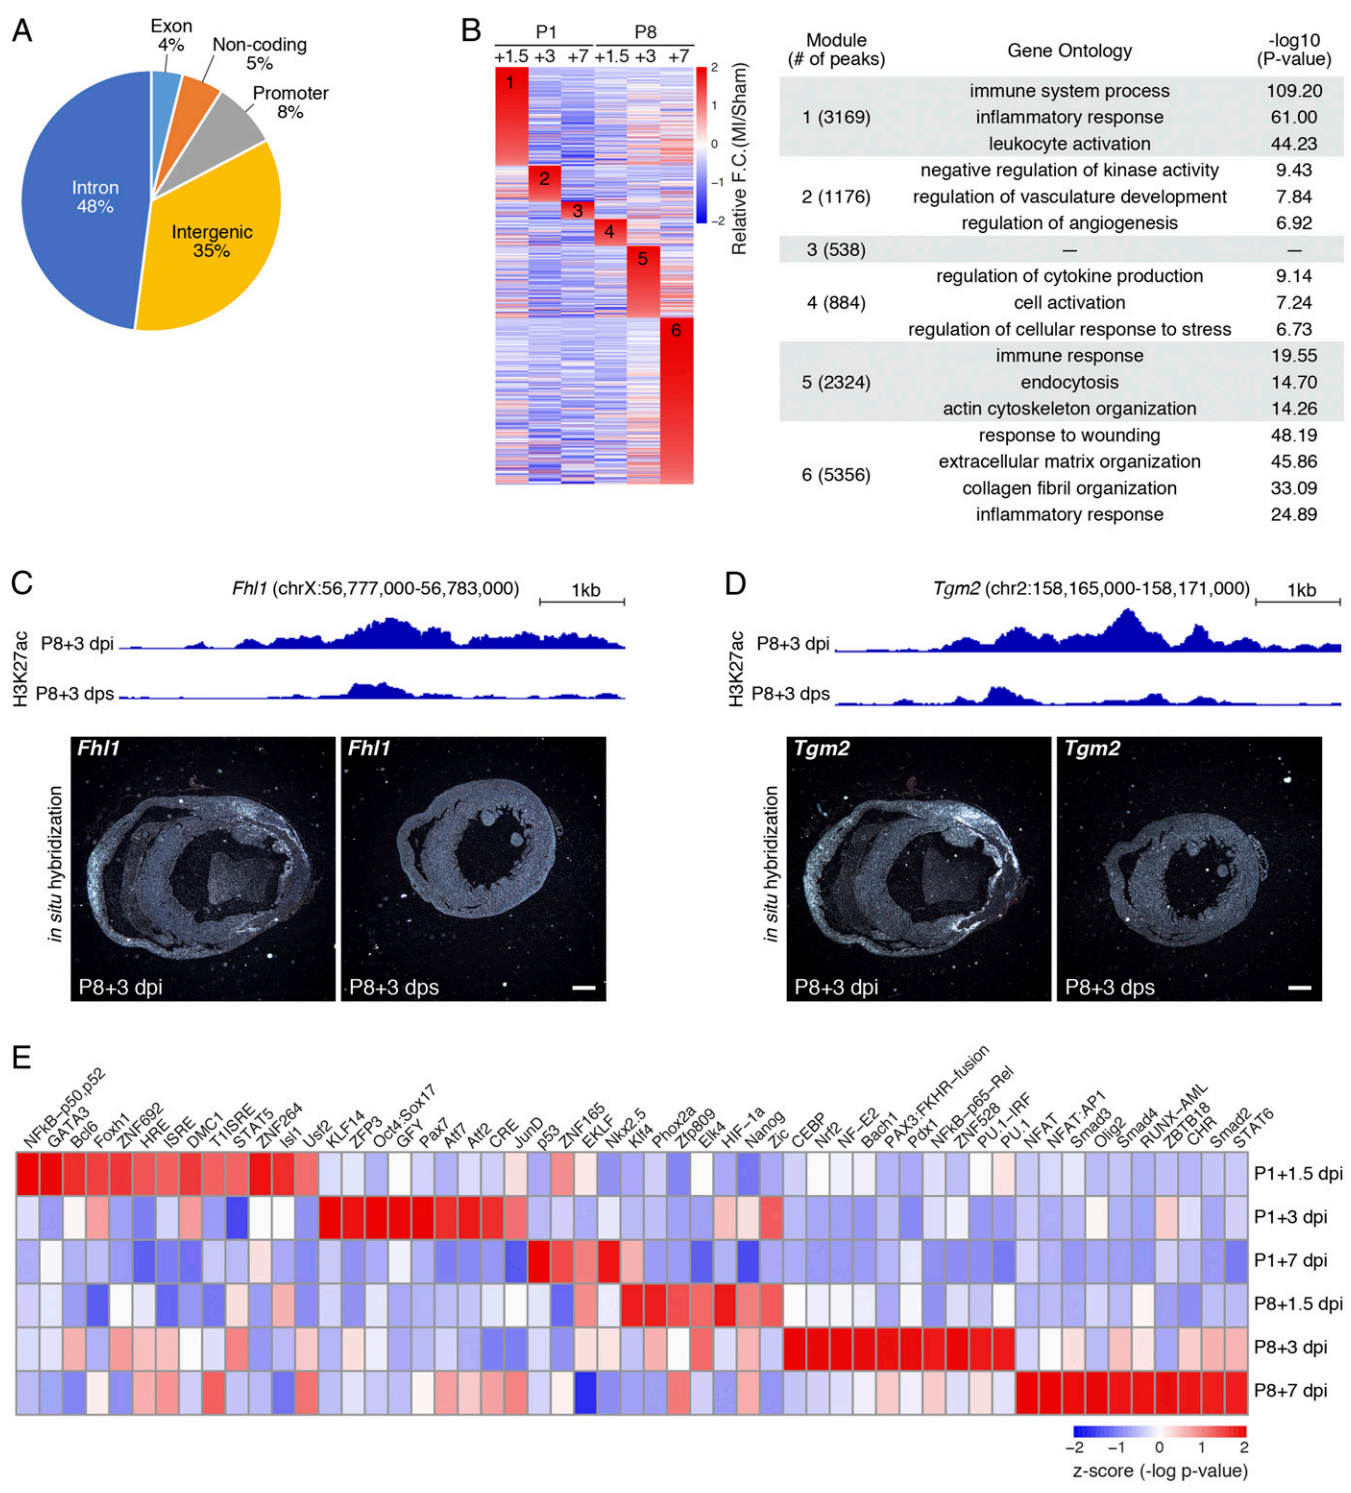 A
Exon
4%
Non-coding
5%
Promoter
8%
Intron
48%
Intergenic
35%
B
P1 P8
+1.5 +3 +7 +1.5 +3 +7
1
2
3
4
5
6
2
1
0
−1
−2
Relative F.C.(MI/Sham)
Module
(# of peaks)
Gene Ontology
-log10
(P-value)
immune system process 109.20
1 (3169) inflammatory response 61.00
leukocyte activation 44.23
negative regulation of kinase activity 9.43
2 (1176) regulation of vasculature development 7.84
regulation of angiogenesis 6.92
3 (538) — —
regulation of cytokine production 9.14
4 (884) cell activation 7.24
regulation of cellular response to stress 6.73
immune response 19.55
5 (2324) endocytosis 14.70
actin cytoskeleton organization 14.26
response to wounding 48.19
6 (5356) extracellular matrix organization 45.86
collagen fibril organization 33.09
inflammatory response 24.89
C
Fhl1 (chrX:56,777,000-56,783,000) 1kb
H3K27ac
P8+3 dpi
P8+3 dps
in situ hybridization
Fhl1 Fhl1
P8+3 dpi P8+3 dps
D
Tgm2 (chr2:158,165,000-158,171,000) 1kb
H3K27ac
P8+3 dpi
P8+3 dps
in situ hybridization
Tgm2 Tgm2
P8+3 dpi P8+3 dps
E
NFkB−p50,p52
GATA3
Bcl6
Foxh1
ZNF692
HRE
ISRE
DMC1
T1ISRE
STAT5
ZNF264
Isl1
Usf2
KLF14
ZFP3
Oct4:Sox17
GFY
Pax7
Atf7
Atf2
CRE
JunD
p53
ZNF165
EKLF
Nkx2.5
Klf4
Phox2a
Zfp809
Elk4
HIF−1a
Nanog
Zic
CEBP
Nrf2
NF−E2
Bach1
PAX3:FKHR−fusion
Pdx1
NFkB−p65−Rel
ZNF528
PU.1−IRF
PU.1
NFAT
NFAT:AP1
Smad3
Olig2
Smad4
RUNX−AML
ZBTB18
CHR
Smad2
STAT6
P1+1.5 dpi
P1+3 dpi
P1+7 dpi
P8+1.5 dpi
P8+3 dpi
P8+7 dpi
−2 −1 0 1 2
z-score (-log p-value)